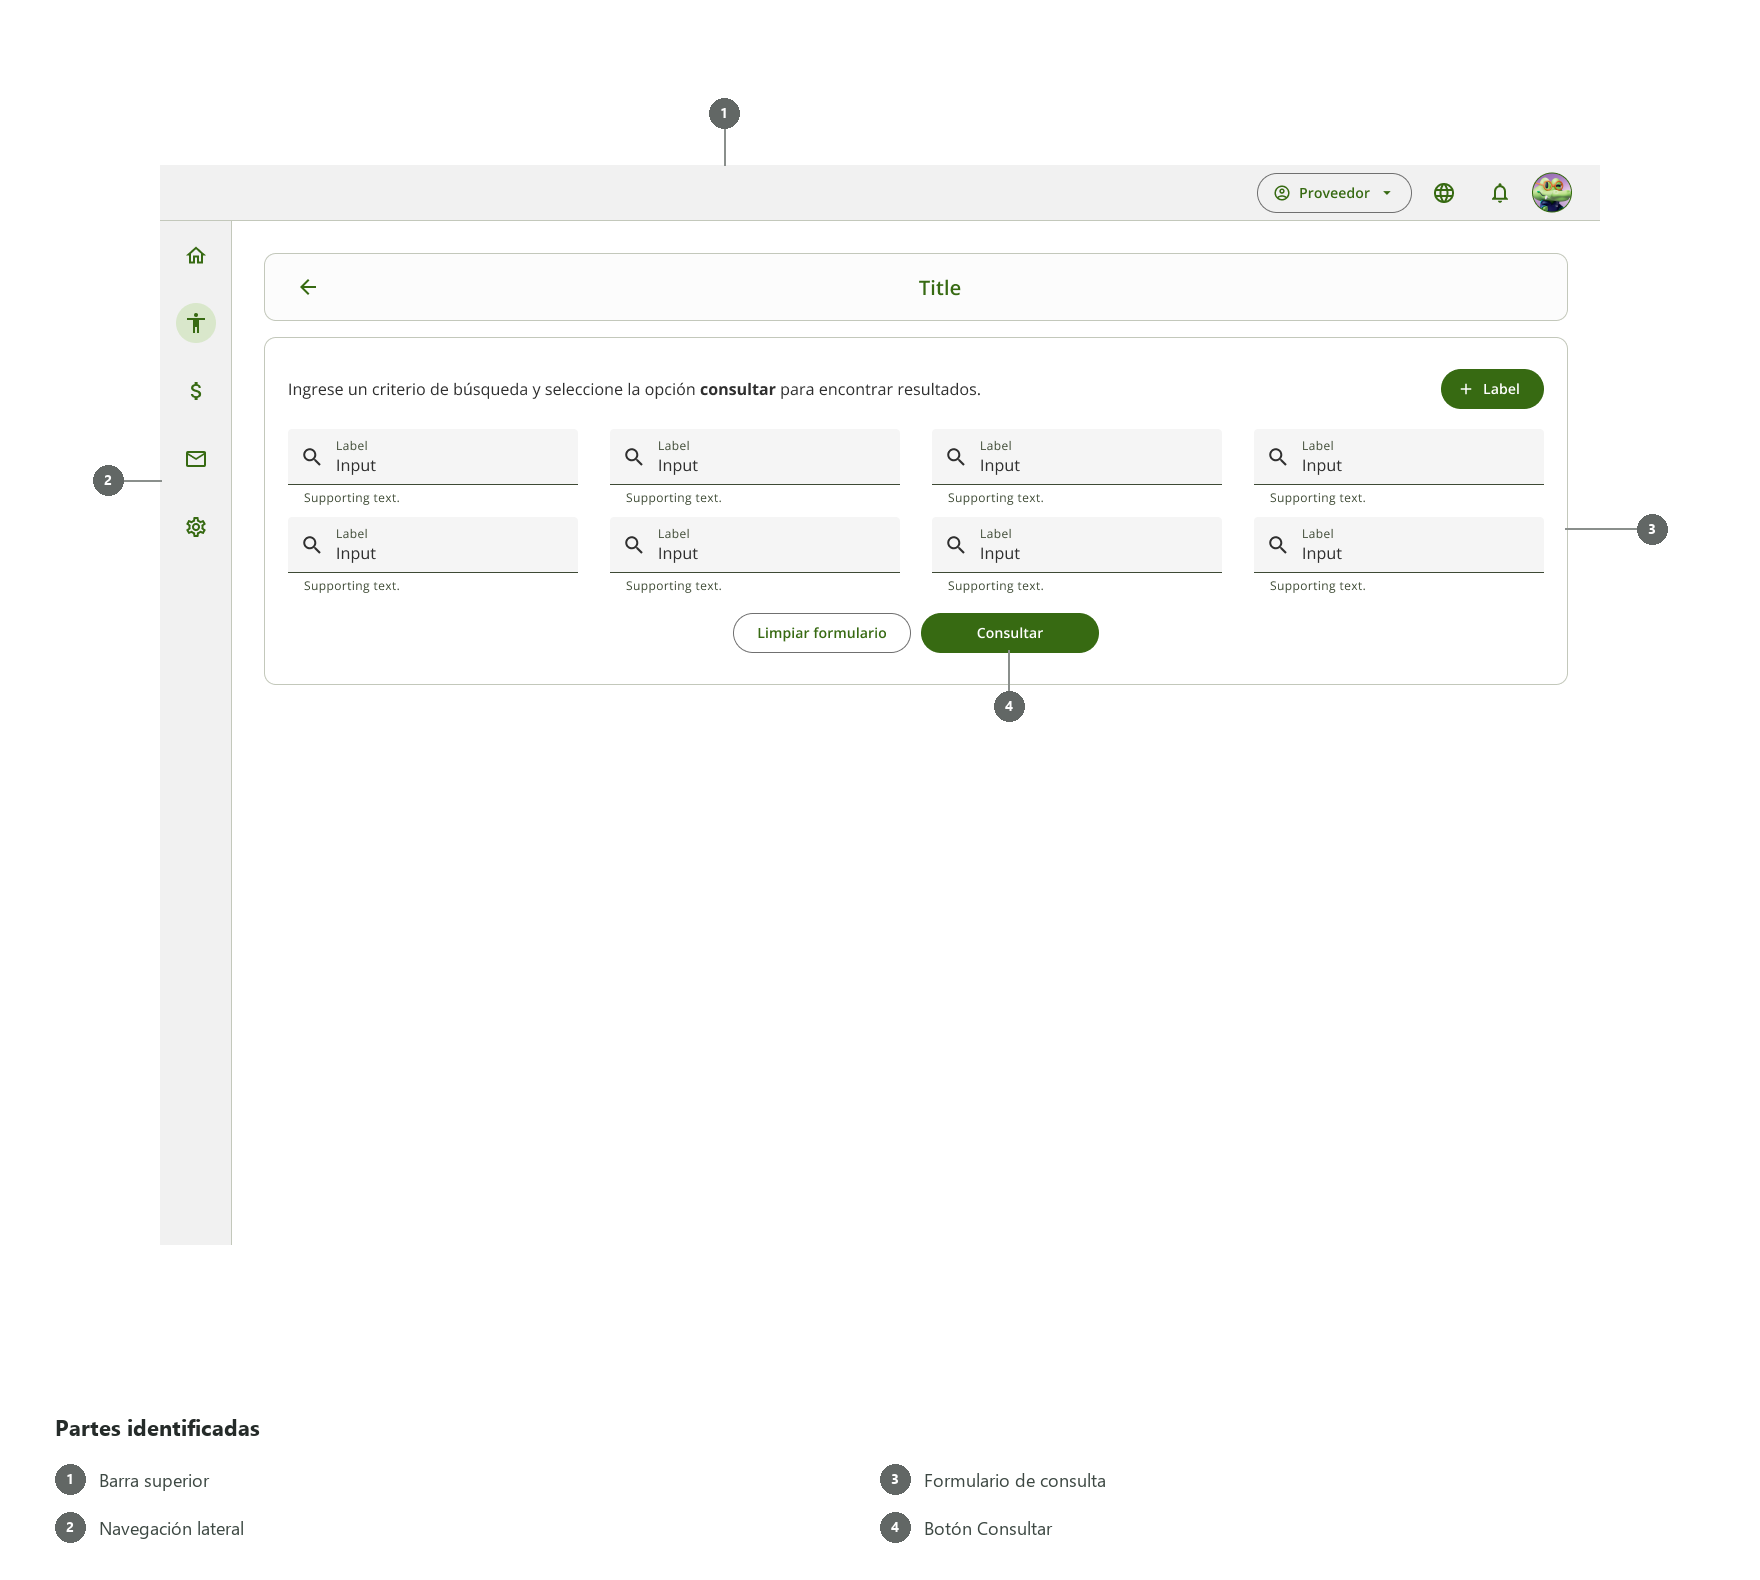 1
Proveedor
Title
Ingrese un criterio de búsqueda y seleccione la opción consultar para encontrar resultados.
+ Label
Label Label Label Label
Input Input Input Input
Supporting text. Supporting text. Supporting text. Supporting text.
2
3
Label Label Label Label
Input Input Input Input
Supporting text. Supporting text. Supporting text. Supporting text.
Limpiar formulario Consultar
4
Partes identificadas
1 Barra superior
2 Navegación lateral
3 Formulario de consulta
4 Botón Consultar